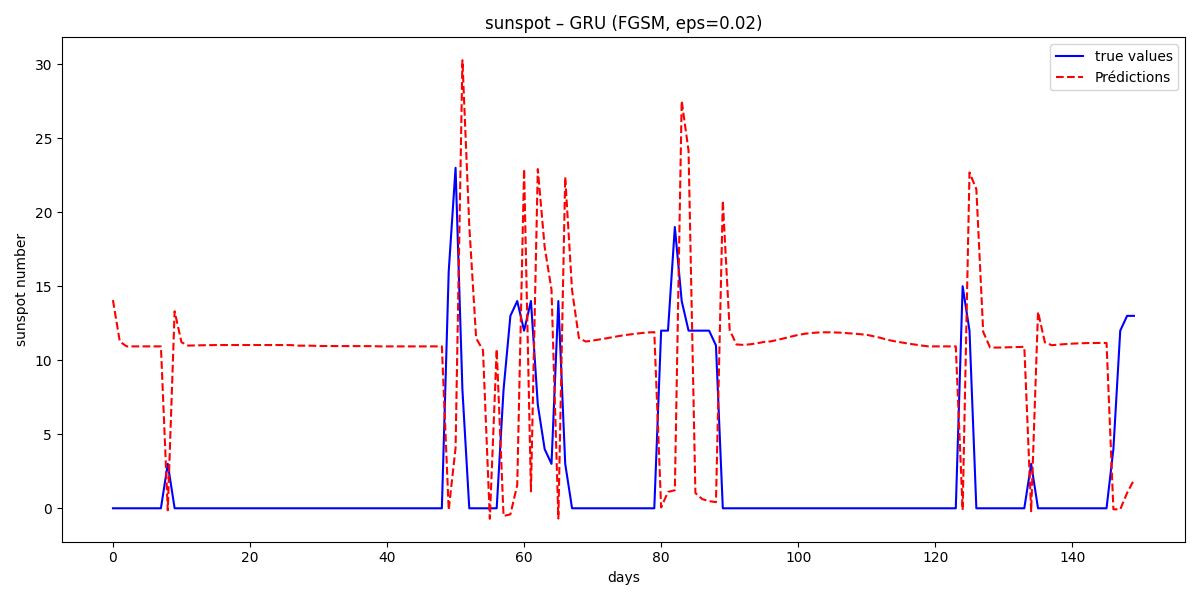 sunspot – GRU (FGSM, eps=0.02)
true values
Prédictions
sunspot number
30
25
20
15
10
5
0
0 20 40 60 80 100 120 140
days